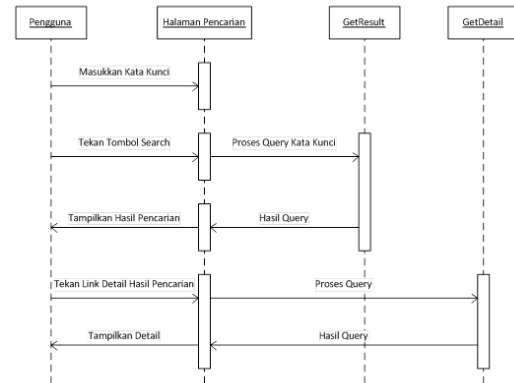 Pengguna
Halaman Pencarian
GetResult
GetDetail
Masukkan Kata Kunci
Tekan Tombol Search
Proses Query Kata Kunci
Tampilkan Hasil Pencarian
Hasil Query
Tekan Link Detail Hasil Pencarian
Proses Query
Tampilkan Detail
Hasil Query